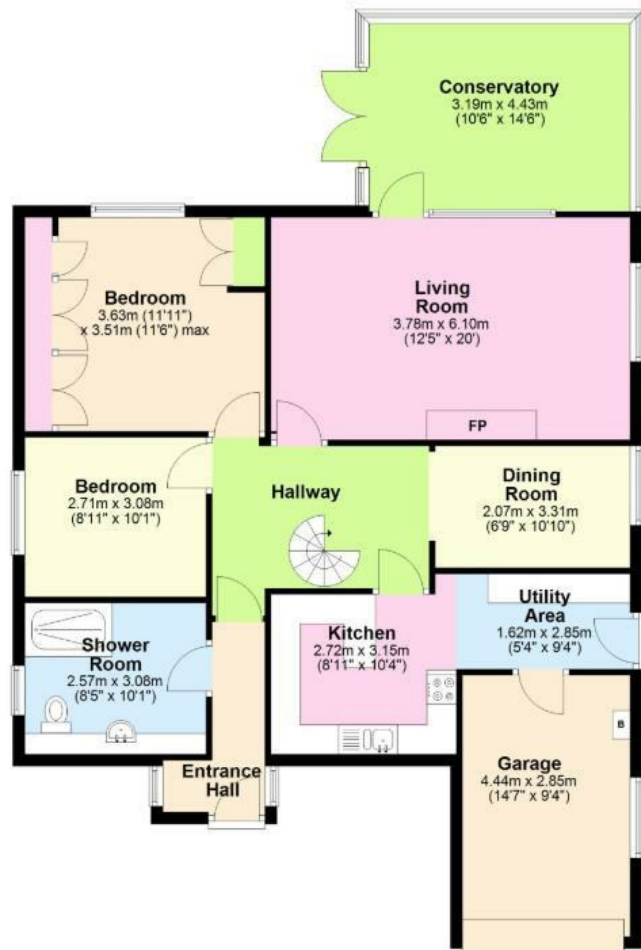 Conservatory
3.19m x 4.43m
(10'6" x 14'6")
Bedroom
3.63m (11'11")
x 3.51m (11'6") max
Living
Room
3.78m x 6.10m
(12'5" x 20')
FP
Bedroom
2.71m x 3.08m
(8'11" x 10'1")
Hallway
Dining
Room
2.07m x 3.31m
(6'9" x 10'10")
Shower
Room
2.57m x 3.08m
(8'5" x 10'1")
Kitchen
2.72m x 3.15m
(8'11" x 10'4")
Utility
Area
1.62m x 2.85m
(5'4" x 9'4")
Entrance
Hall
B
Garage
4.44m x 2.85m
(14'7" x 9'4")